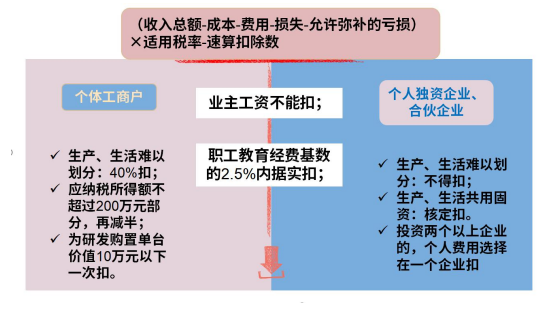 （收入总额-成本-费用-损失-允许弥补的亏损）
×适用税率-速算扣除数
个体工商户
业主工资不能扣；
个人独资企业、
合伙企业
职工教育经费基数
的2.5%内据实扣；
✓ 生产、生活难以
划分：40%扣；
✓ 应纳税所得额不
超过200万元部
分，再减半；
✓ 为研发购置单台
价值10万元以下
一次扣。
✓ 生产、生活难以划
分：不得扣；
✓ 生产、生活共用固
资：核定扣。
✓ 投资两个以上企业
的，个人费用选择
在一个企业扣